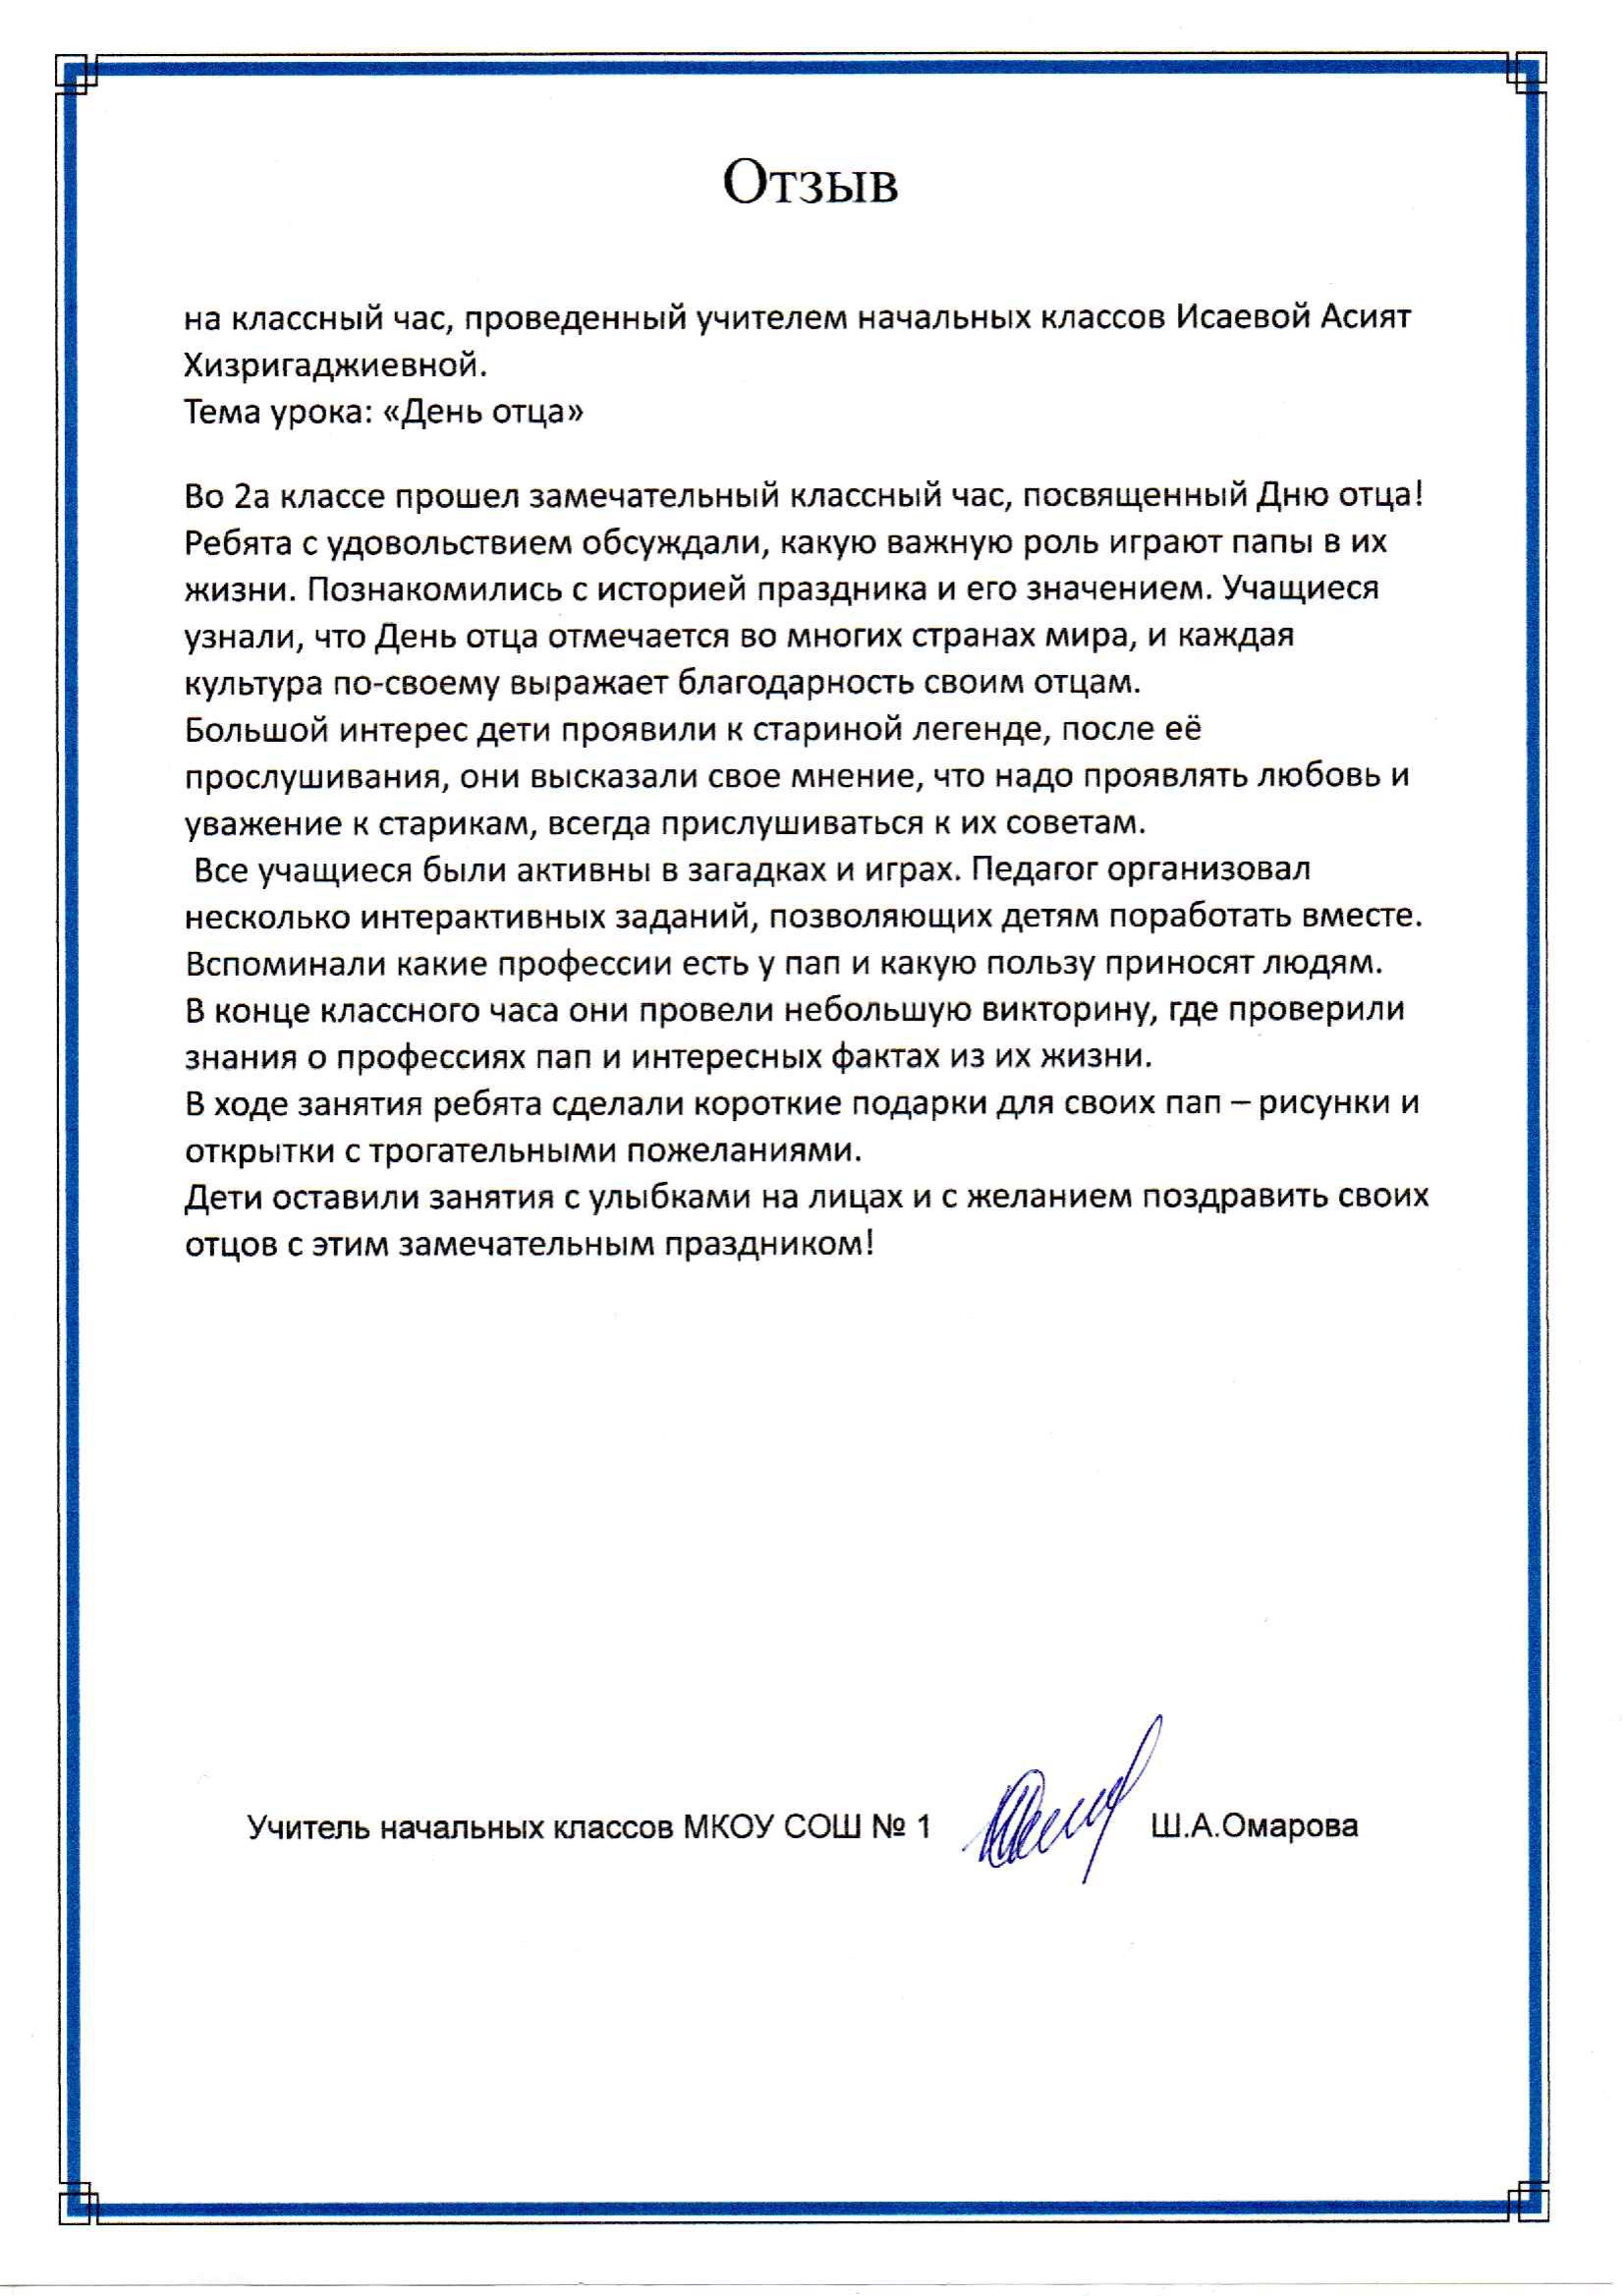 Отзыв
на классный час, проведенный учителем начальных классов Исаевой Асият
Хизригаджиевной.
Тема урока: «День отца»
Во 2а классе прошел замечательный классный час, посвященный Дню отца!
Ребята с удовольствием обсуждали, какую важную роль играют папы в их
жизни. Познакомились с историей праздника и его значением. Учащиеся
узнали, что День отца отмечается во многих странах мира, и каждая
культура по-своему выражает благодарность своим отцам.
Большой интерес дети проявили к стариной легенде, после её
прослушивания, они высказали свое мнение, что надо проявлять любовь и
уважение к старикам, всегда прислушиваться к их советам.
Все учащиеся были активны в загадках и играх. Педагог организовал
несколько интерактивных заданий, позволяющих детям поработать вместе.
Вспоминали какие профессии есть у пап и какую пользу приносят людям.
В конце классного часа они провели небольшую викторину, где проверили
знания о профессиях пап и интересных фактах из их жизни.
В ходе занятия ребята сделали короткие подарки для своих пап – рисунки и
открытки с трогательными пожеланиями.
Дети оставили занятия с улыбками на лицах и с желанием поздравить своих
отцов с этим замечательным праздником!
Учитель начальных классов МКОУ СОШ № 1 Ш.А.Омарова